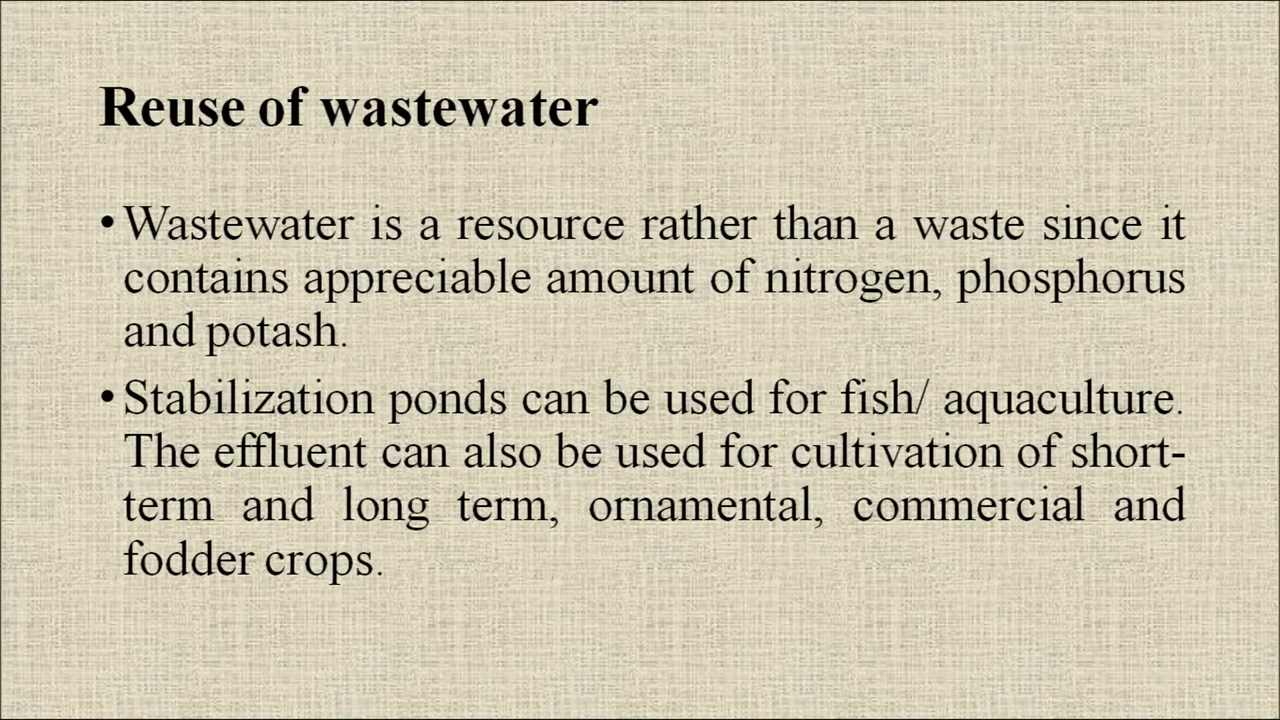 Reuse of wastewater
• Wastewater is a resource rather than a waste since it
contains appreciable amount of nitrogen, phosphorus
and potash.
• Stabilization ponds can be used for fish/ aquaculture.
The effluent can also be used for cultivation of short-
term and long term, ornamental, commercial and
fodder crops.